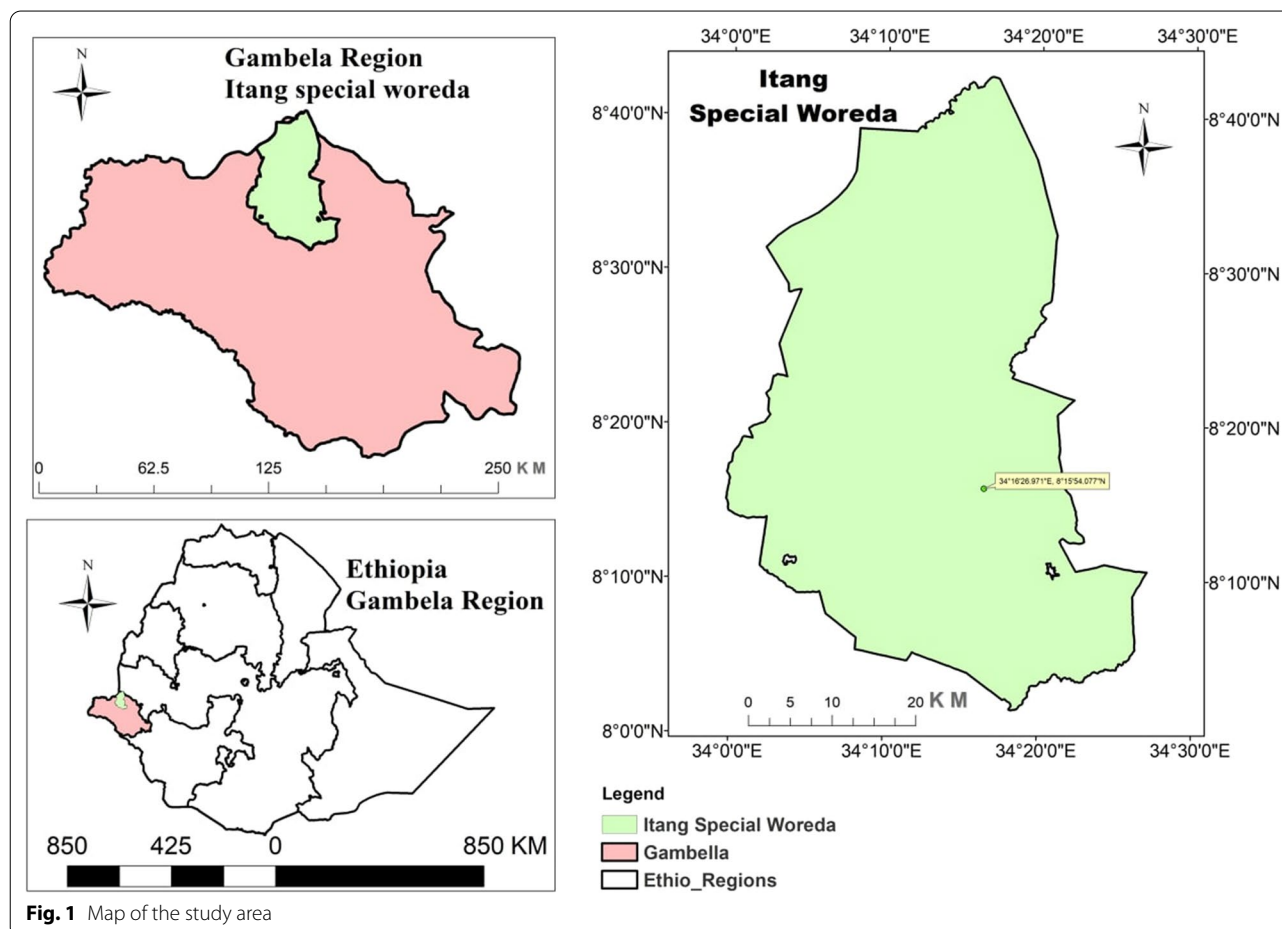 N
Gambela Region
Itang special woreda
0 62.5 125 250 K M
N
Ethiopia
Gambela Region
850 425 0 850 KM
34°0'0"E 34°10'0"E 34°20'0"E 34°30'0"E
Itang
Special Woreda
N
8°40'0"N 8°40'0"N
8°30'0"N 8°30'0"N
8°20'0"N 8°20'0"N
34°16'26.971"E, 8°15'54.077"N
8°10'0"N 8°10'0"N
0 5 10 20 K M
8°0'0"N
34°0'0"E 34°10'0"E 34°20'0"E 34°30'0"E
Legend
Itang Special Woreda
Gambella
Ethio_Regions
Fig. 1 Map of the study area